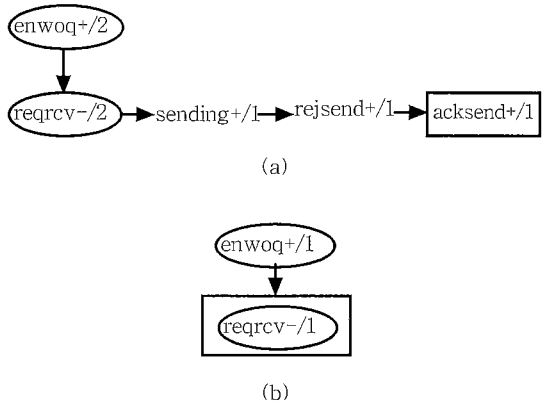 enwoq+/2
reqrcv-/2 sending+/1 rejsend+/1 acksend+/1
(a)
enwoq+/1
reqrcv-/1
(b)